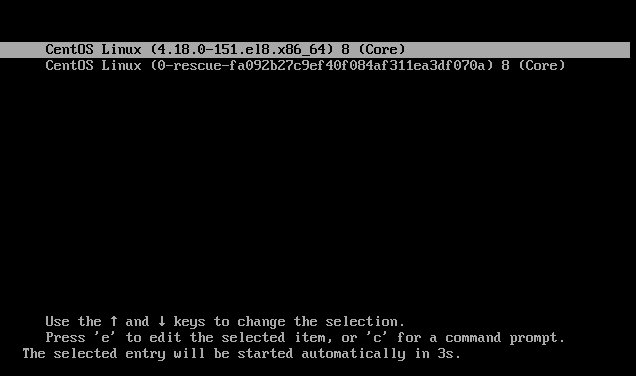 CentOS Linux (4.18.0-151.el8.x86_64) 8 (Core)
CentOS Linux (0-rescue-fa092b27c9ef40f084af311ea3df070a) 8 (Core)
Use the ↑ and ↓ keys to change the selection.
Press 'e' to edit the selected item, or 'c' for a command prompt.
The selected entry will be started automatically in 3s.